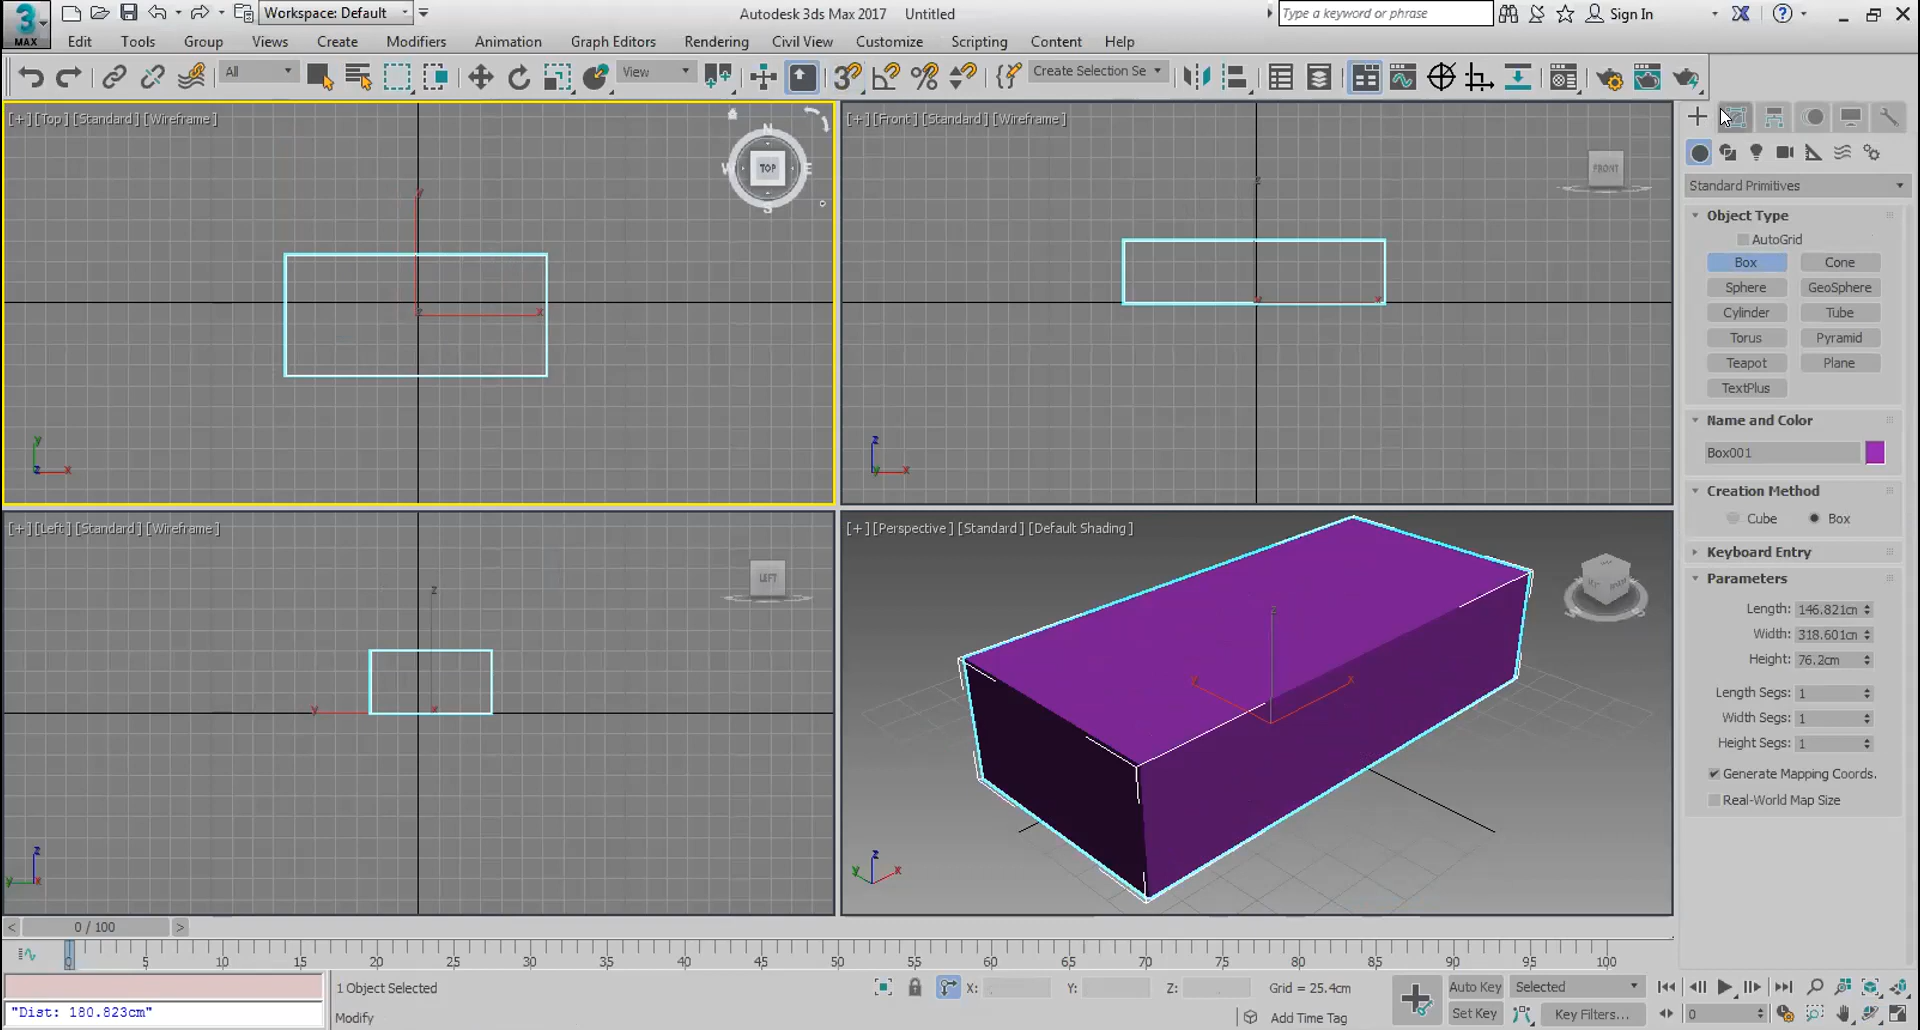 3
MAX
Workspace: Default
Autodesk 3ds Max 2017 Untitled
Type a keyword or phrase
Sign In
Edit Tools Group Views Create Modifiers Animation Graph Editors Rendering Civil View Customize Scripting Content Help
All
View
3
Create Selection Se
[+] [Top] [Standard] [Wireframe]
N
W
TOP
E
S
y
x
z
y
z
x
[+] [Front] [Standard] [Wireframe]
FRONT
z
y
x
z
y
x
[+] [Left] [Standard] [Wireframe]
LEFT
z
y
x
z
y
x
[+] [Perspective] [Standard] [Default Shading]
z
y
x
z
y
x
Standard Primitives
Object Type
AutoGrid
Box Cone
Sphere GeoSphere
Cylinder Tube
Torus Pyramid
Teapot Plane
TextPlus
Name and Color
Box001
Creation Method
Cube Box
Keyboard Entry
Parameters
Length: 146.821cm
Width: 318.601cm
Height: 76.2cm
Length Segs: 1
Width Segs: 1
Height Segs: 1
Generate Mapping Coords.
Real-World Map Size
< 0 / 100 >
0 5 10 15 20 25 30 35 40 45 50 55 60 65 70 75 80 85 90 95 100
"Dist: 180.823cm"
1 Object Selected
Modify
X: Y: Z: Grid = 25.4cm
Add Time Tag
Auto Key Selected
Set Key Key Filters...
0